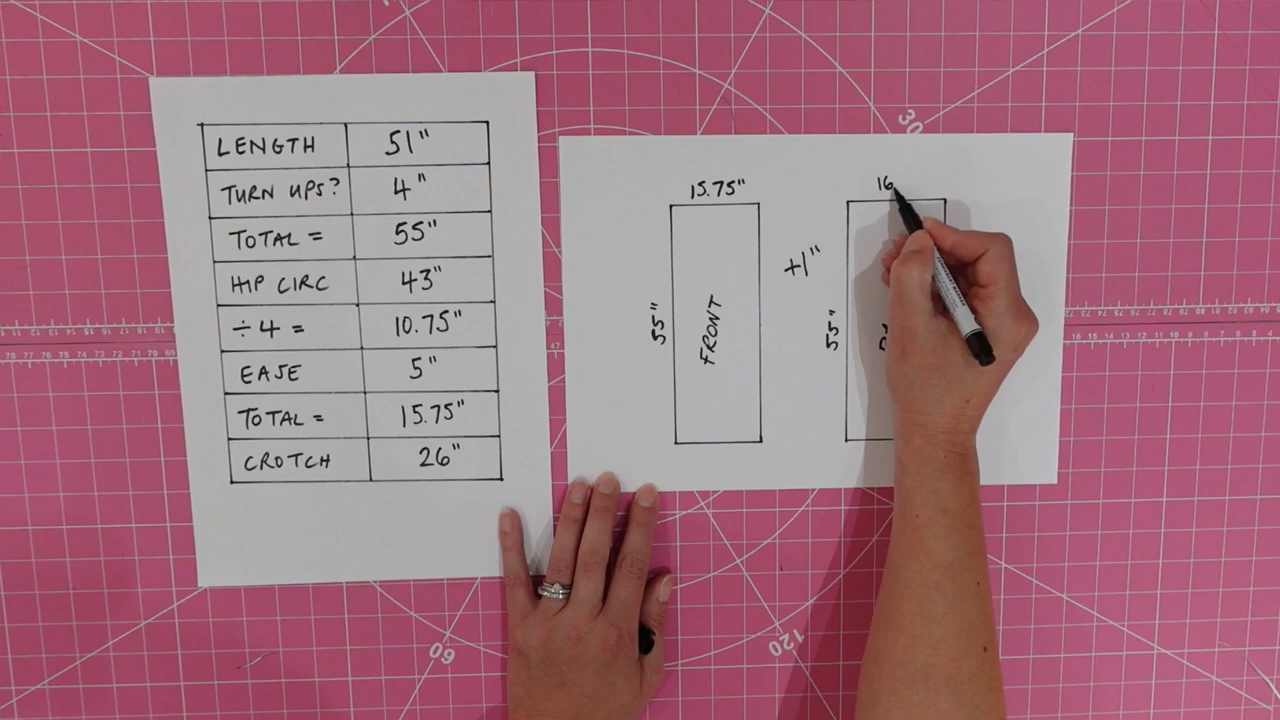 LENGTH 51"
TURN UPS? 4"
TOTAL = 55"
HIP CIRC 43"
÷4 = 10.75"
EASE 5"
TOTAL = 15.75"
CROTCH 26"
15.75"
55"
FRONT
+1"
16
55"
30
60
120
47